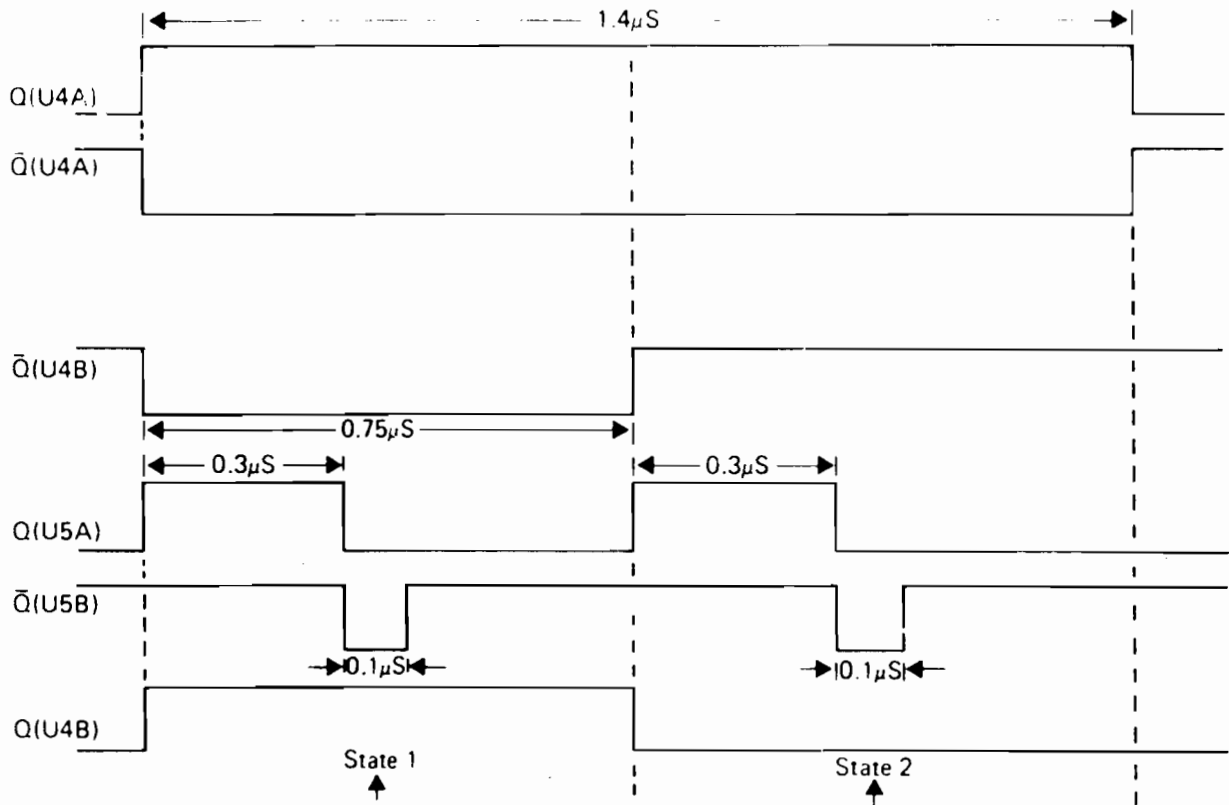 1.4μS
Q(U4A)
Q̄(U4A)
Q̄(U4B)
0.75μS
0.3μS 0.3μS
Q(U5A)
Q̄(U5B)
0.1μS 0.1μS
Q(U4B)
State 1 State 2